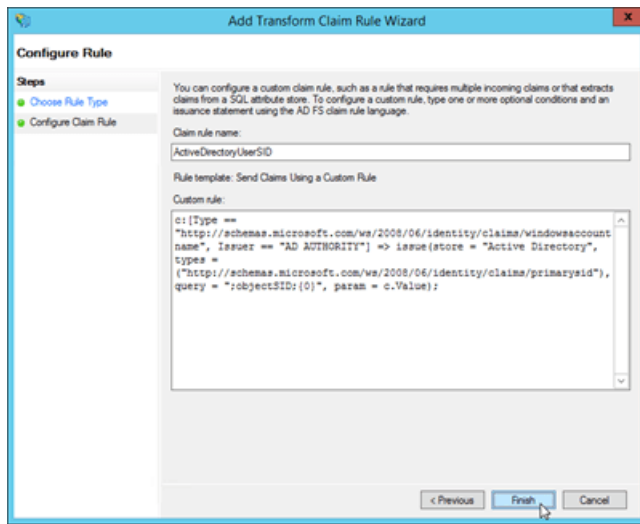 Add Transform Claim Rule Wizard
x
Configure Rule
Steps
Choose Rule Type
Configure Claim Rule
You can configure a custom claim rule, such as a rule that requires multiple incoming claims or that extracts
claims from a SQL attribute store. To configure a custom rule, type one or more optional conditions and an
issuance statement using the AD FS claim rule language.
Claim rule name:
ActiveDirectoryUserSID
Rule template: Send Claims Using a Custom Rule
Custom rule:
c:[Type ==
"http://schemas.microsoft.com/ws/2008/06/identity/claims/windowsaccount
name", Issuer == "AD AUTHORITY"] => issue(store = "Active Directory",
types =
("http://schemas.microsoft.com/ws/2008/06/identity/claims/primarysid"),
query = ";objectSID;{0}", param = c.Value);
< Previous
Finish
Cancel